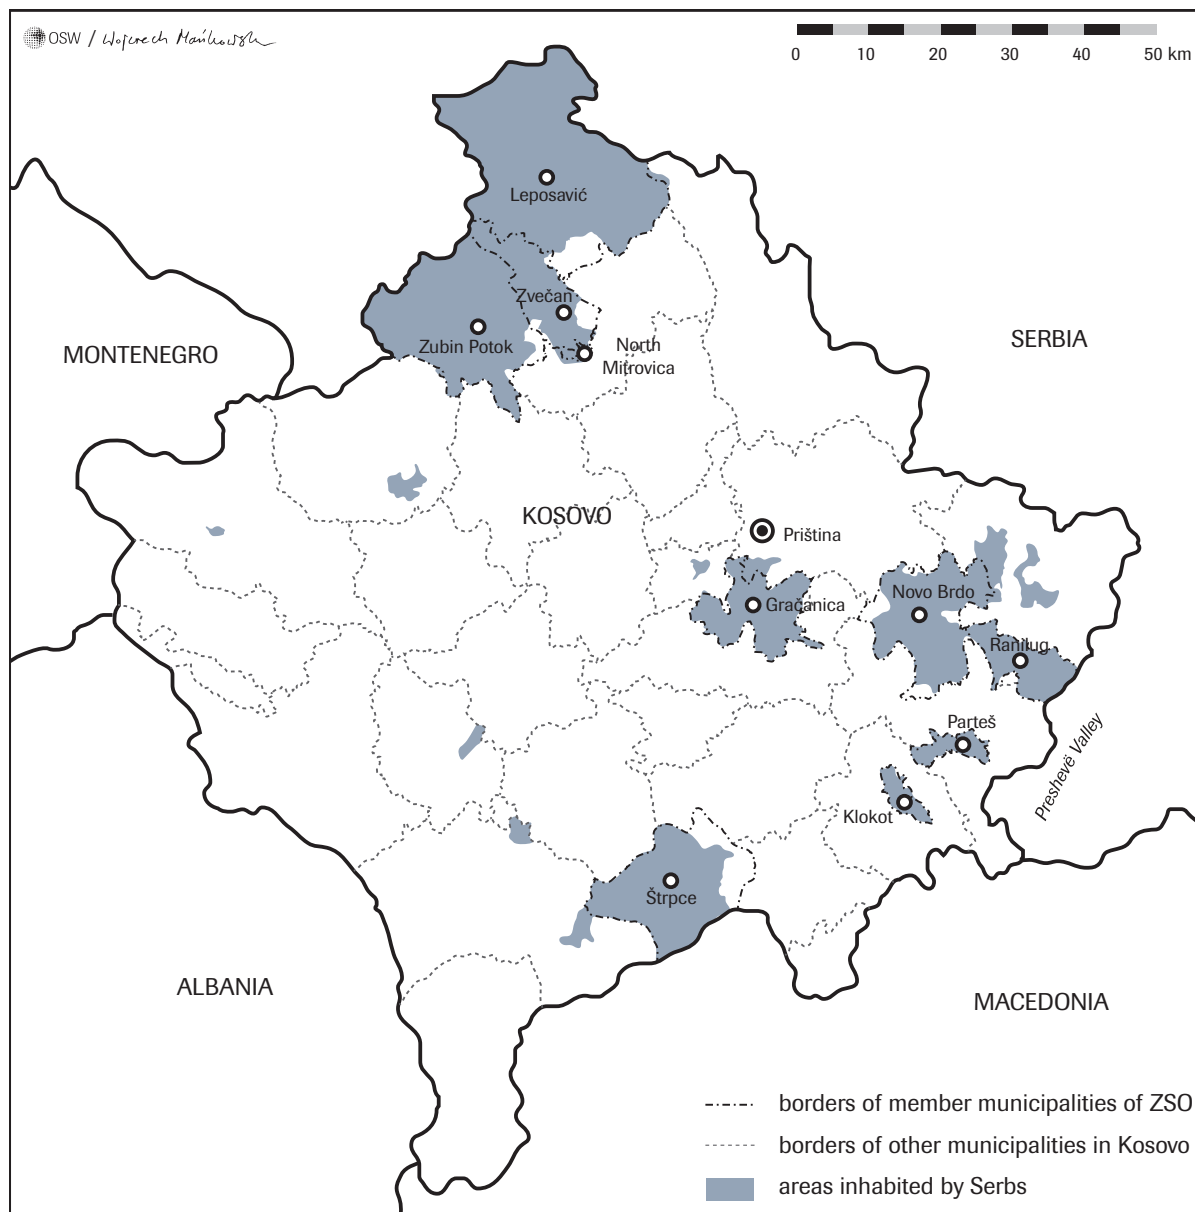 OSW / Wojciech Mańkowski
0 10 20 30 40 50 km
Leposavić
Zvečan
MONTENEGRO
Zubin Potok
North
Mitrovica
SERBIA
KOSOVO
Priština
Gračanica
Novo Brdo
Ranilug
Parteš
Preshevë Valley
Klokot
Štrpce
ALBANIA
MACEDONIA
borders of member municipalities of ZSO
borders of other municipalities in Kosovo
areas inhabited by Serbs